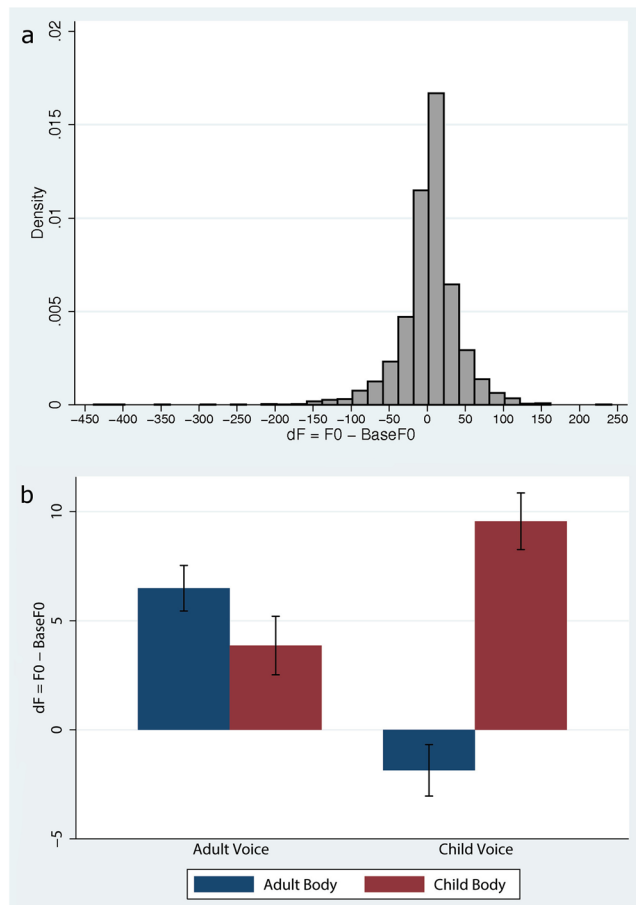 a
.02
.015
.01
.005
0
Density
-450 -400 -350 -300 -250 -200 -150 -100 -50 0 50 100 150 200 250
dF = F0 − BaseF0
b
10
5
0
-5
dF = F0 − BaseF0
Adult Voice Child Voice
Adult Body Child Body